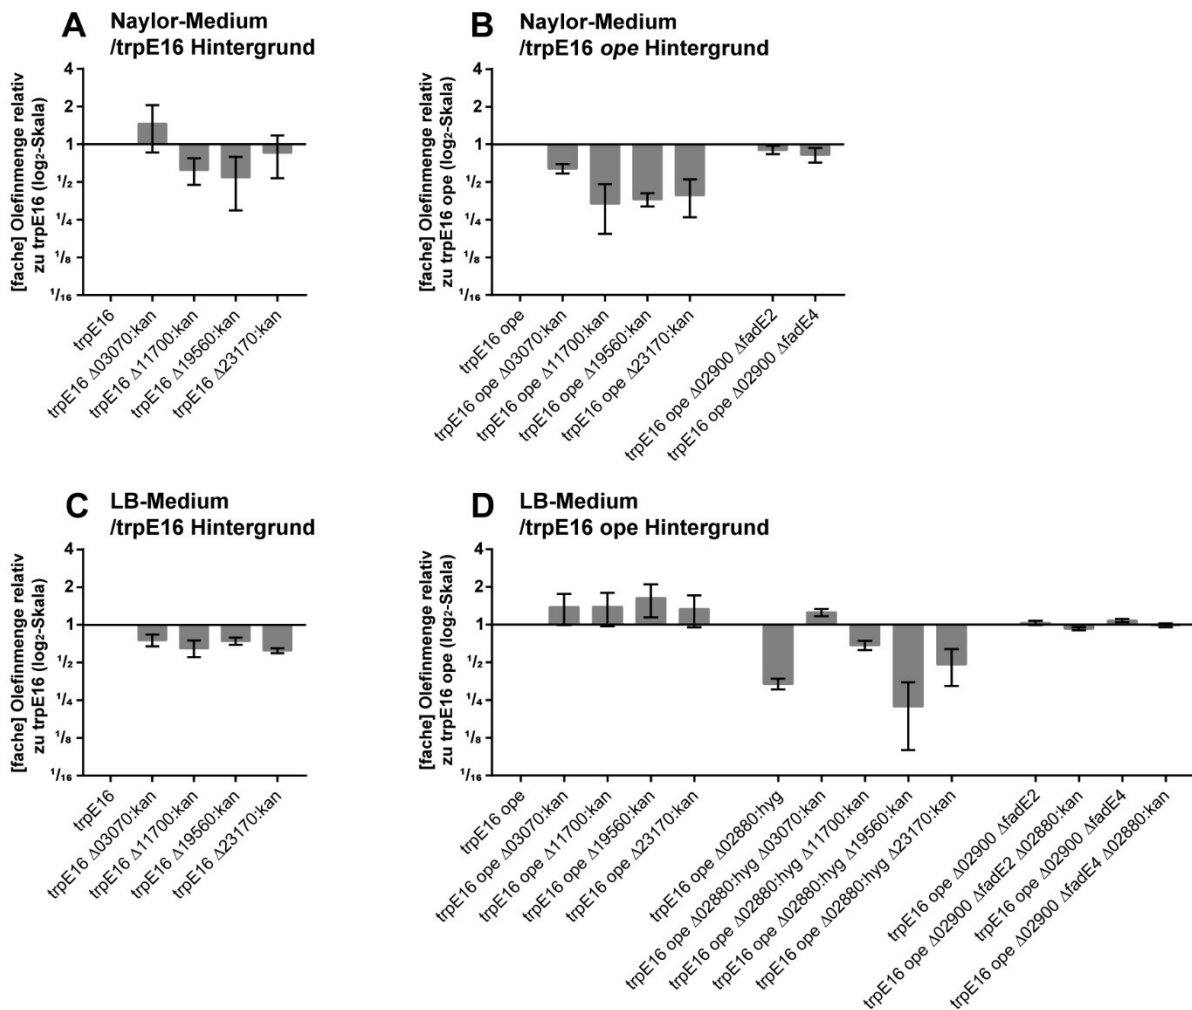 A Naylor-Medium
/trpE16 Hintergrund
[fache] Olefinmenge relativ
zu trpE16 (log₂-Skala)
4
2
1
¹/₂
¹/₄
¹/₈
¹/₁₆
trpE16
trpE16 Δ03070:kan
trpE16 Δ11700:kan
trpE16 Δ19560:kan
trpE16 Δ23170:kan
B Naylor-Medium
/trpE16 ope Hintergrund
[fache] Olefinmenge relativ
zu trpE16 ope (log₂-Skala)
4
2
1
¹/₂
¹/₄
¹/₈
¹/₁₆
trpE16 ope
trpE16 ope Δ03070:kan
trpE16 ope Δ11700:kan
trpE16 ope Δ19560:kan
trpE16 ope Δ23170:kan
trpE16 ope Δ02900 ΔfadE2
trpE16 ope Δ02900 ΔfadE4
C LB-Medium
/trpE16 Hintergrund
[fache] Olefinmenge relativ
zu trpE16 (log₂-Skala)
4
2
1
¹/₂
¹/₄
¹/₈
¹/₁₆
trpE16
trpE16 Δ03070:kan
trpE16 Δ11700:kan
trpE16 Δ19560:kan
trpE16 Δ23170:kan
D LB-Medium
/trpE16 ope Hintergrund
[fache] Olefinmenge relativ
zu trpE16 ope (log₂-Skala)
4
2
1
¹/₂
¹/₄
¹/₈
¹/₁₆
trpE16 ope
trpE16 ope Δ03070:kan
trpE16 ope Δ11700:kan
trpE16 ope Δ19560:kan
trpE16 ope Δ23170:kan
trpE16 ope Δ02880:hyg
trpE16 ope Δ02880:hyg Δ03070:kan
trpE16 ope Δ02880:hyg Δ11700:kan
trpE16 ope Δ02880:hyg Δ19560:kan
trpE16 ope Δ02880:hyg Δ23170:kan
trpE16 ope Δ02900 ΔfadE2
trpE16 ope Δ02900 ΔfadE2 Δ02880:kan
trpE16 ope Δ02900 ΔfadE4
trpE16 ope Δ02900 ΔfadE4 Δ02880:kan